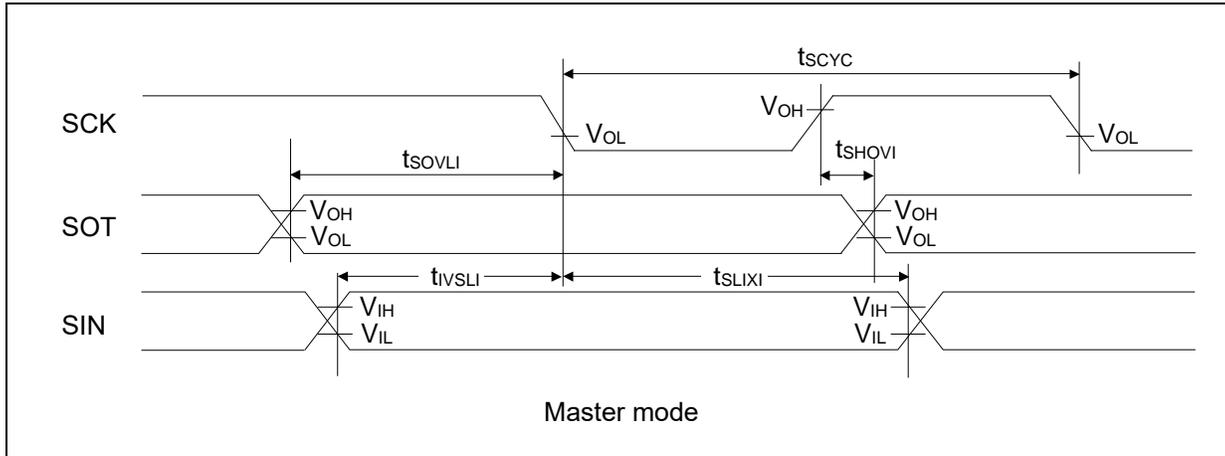 tSCYC
SCK
VOH
VOL
VOL
tSHOVI
tSOVLI
SOT
VOH
VOL
VOH
VOL
tIVSLI
tSLIXI
SIN
VIH
VIL
VIH
VIL
Master mode